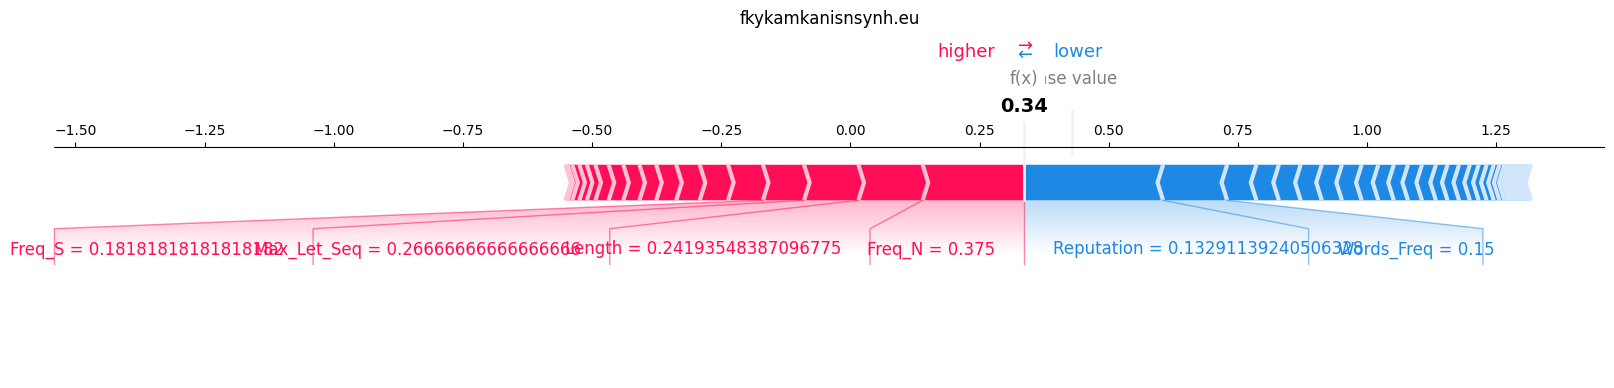 fkykamkanisnsynh.eu
higher → ← lower
f(x) se value
0.34
−1.50 −1.25 −1.00 −0.75 −0.50 −0.25 0.00 0.25 0.50 0.75 1.00 1.25
Freq_S = 0.18181818181818182 Max_Let_Seq = 0.26666666666666666 Length = 0.24193548387096775 Freq_N = 0.375 Reputation = 0.13291139240506328 Words_Freq = 0.15